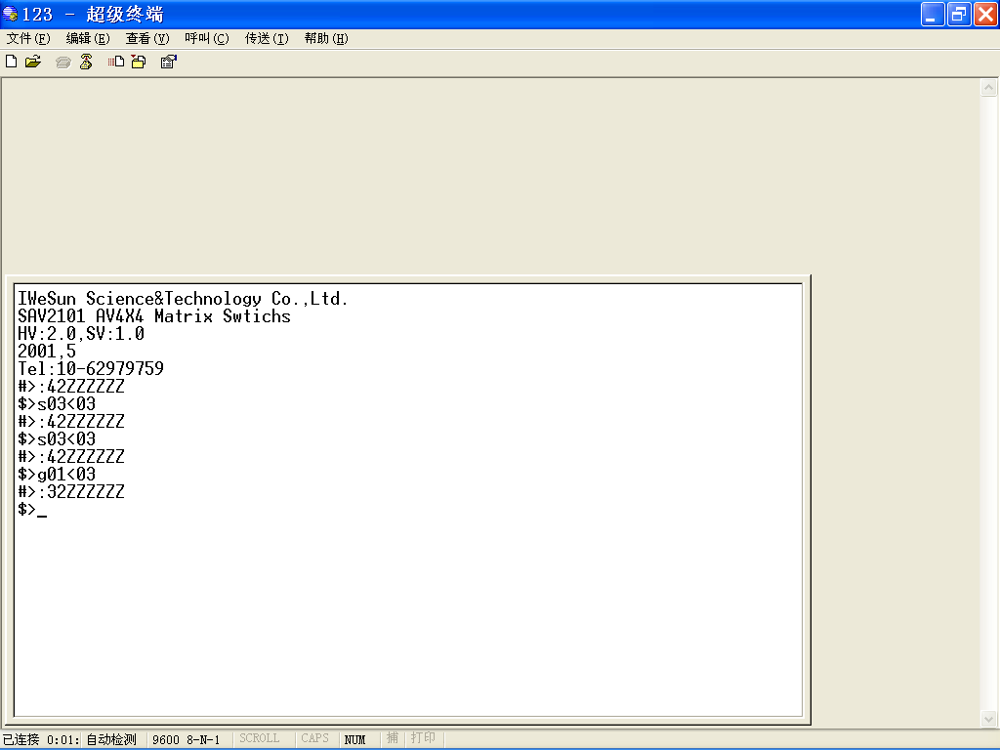 123 - 超级终端
文件(F) 编辑(E) 查看(V) 呼叫(C) 传送(T) 帮助(H)
IWeSun Science&Technology Co.,Ltd.
SAV2101 AV4X4 Matrix Swtichs
HV:2.0,SV:1.0
2001,5
Tel:10-62979759
#>:42ZZZZZZ
$>s03<03
#>:42ZZZZZZ
$>s03<03
#>:42ZZZZZZ
$>g01<03
#>:32ZZZZZZ
$>_
已连接 0:01: 自动检测 9600 8-N-1 SCROLL CAPS NUM 捕 打印